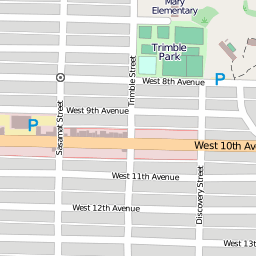 Mary
Elementary
Trimble
Park
P
West 8th Avenue
Trimble Street
West 9th Avenue
P
Sasamat Street
West 10th Av
West 11th Avenue
Discovery Street
West 12th Avenue
West 13t